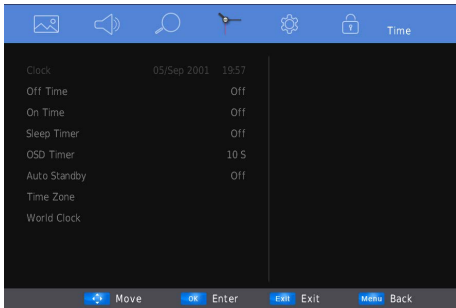 Time
Clock 05/Sep 2001 19:57
Off Time Off
On Time Off
Sleep Timer Off
OSD Timer 10 S
Auto Standby Off
Time Zone
World Clock
Move OK Enter Exit Exit Menu Back